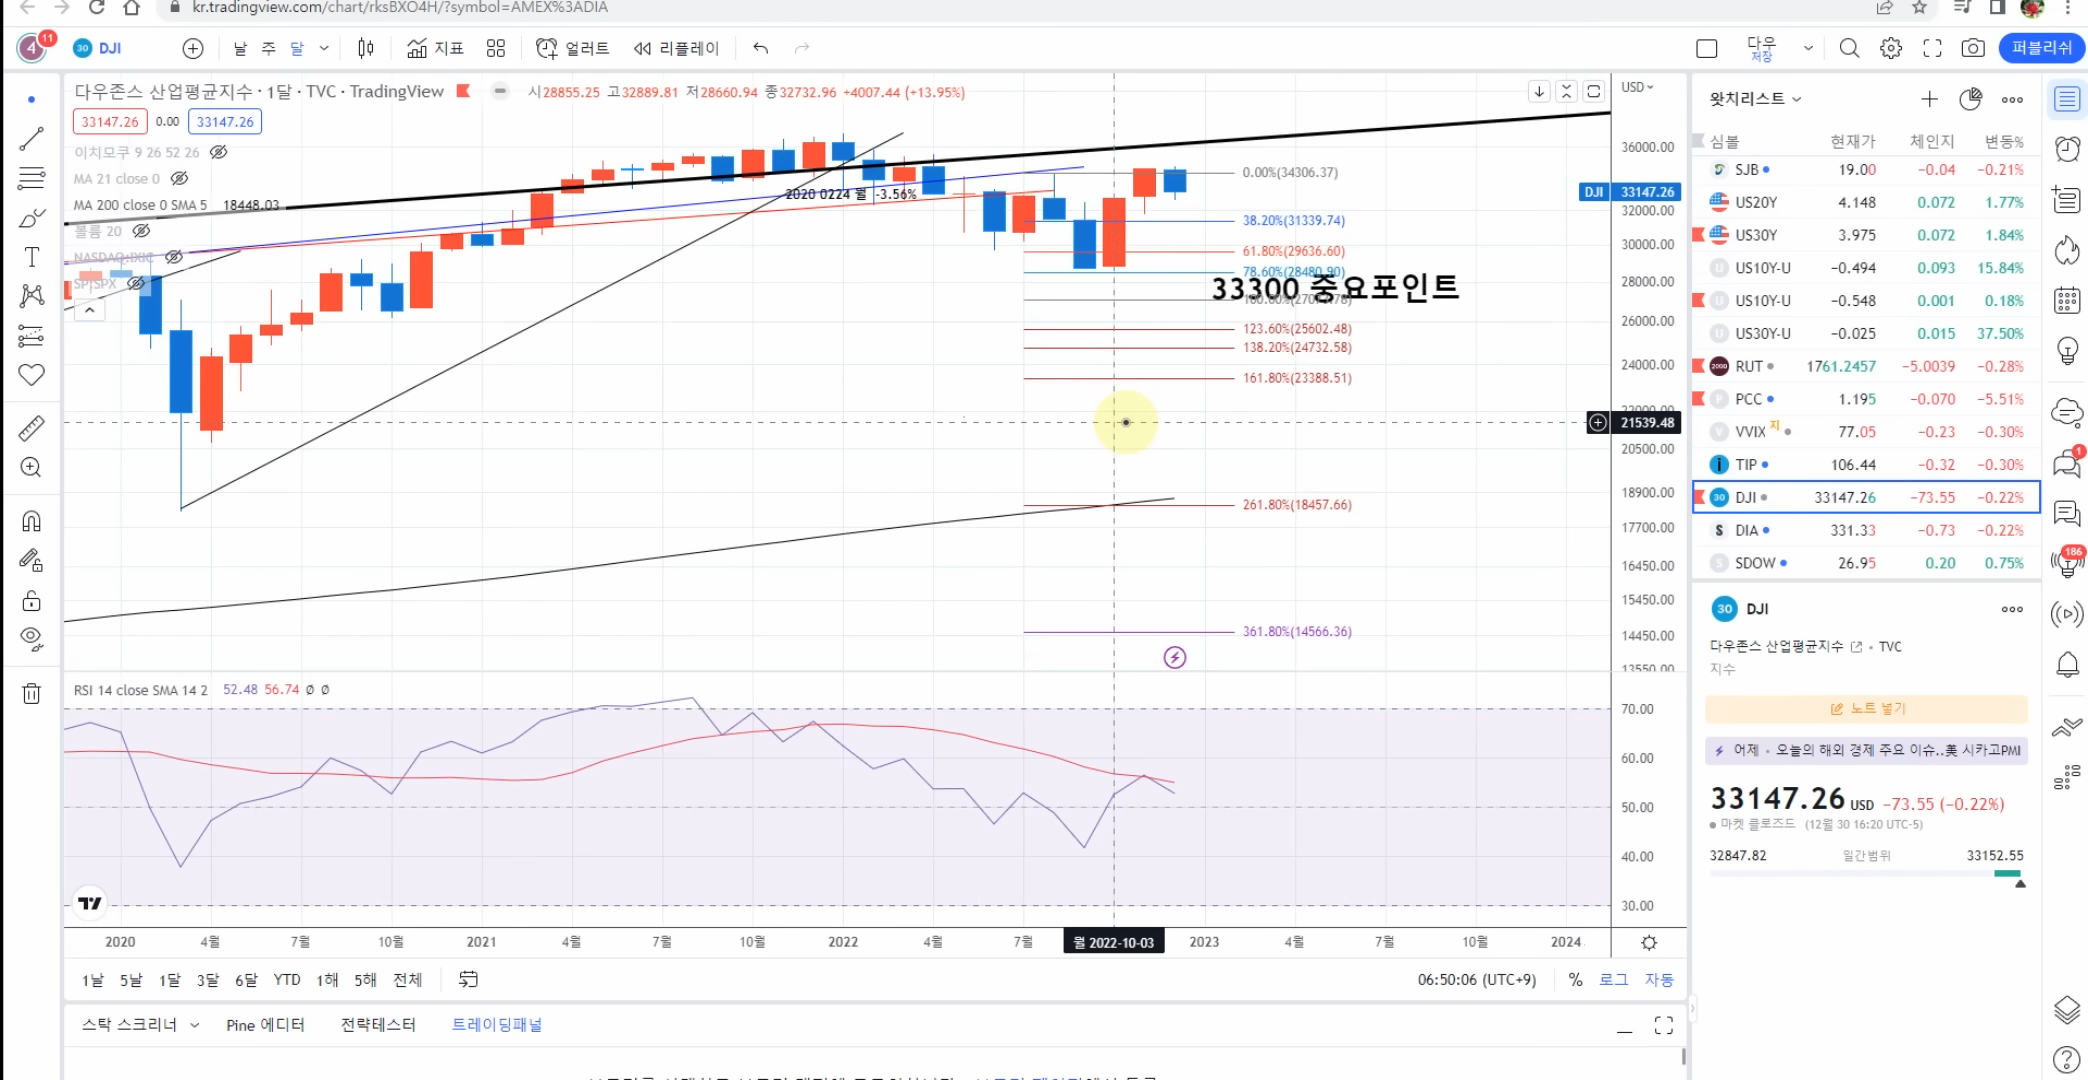 kr.tradingview.com/chart/rksBXO4H/?symbol=AMEX%3ADIA
4 11 30 DJI 날 주 달 지표 얼러트 리플레이 다우 저장 퍼블리쉬
다우존스 산업평균지수 · 1달 · TVC · TradingView 시28855.25 고32889.81 저28660.94 종32732.96 +4007.44 (+13.95%)
33147.26 0.00 33147.26
이치모쿠 9 26 52 26
MA 21 close 0
MA 200 close 0 SMA 5 18448.03
볼륨 20
NASDAQ:IXIC
SP:SPX
2020 0224 월 -3.56%
0.00%(34306.37)
38.20%(31339.74)
61.80%(29636.60)
78.60%(28480.90)
33300 중요포인트
123.60%(25602.48)
138.20%(24732.58)
161.80%(23388.51)
261.80%(18457.66)
361.80%(14566.36)
USD
36000.00
DJI 33147.26
32000.00
30000.00
28000.00
26000.00
24000.00
22000.00
21539.48
20500.00
18900.00
17700.00
16450.00
15450.00
14450.00
13550.00
RSI 14 close SMA 14 2 52.48 56.74 Ø Ø
70.00
60.00
50.00
40.00
30.00
2020 4월 7월 10월 2021 4월 7월 10월 2022 4월 7월 월 2022-10-03 2023 4월 7월 10월 2024
1날 5날 1달 3달 6달 YTD 1해 5해 전체 06:50:06 (UTC+9) % 로그 자동
스탁 스크리너 Pine 에디터 전략테스터 트레이딩패널
왓치리스트
심볼 현재가 체인지 변동%
SJB 19.00 −0.04 −0.21%
US20Y 4.148 0.072 1.77%
US30Y 3.975 0.072 1.84%
US10Y-U −0.494 0.093 15.84%
US10Y-U −0.548 0.001 0.18%
US30Y-U −0.025 0.015 37.50%
2000 RUT 1761.2457 −5.0039 −0.28%
PCC 1.195 −0.070 −5.51%
VVIX 지 77.05 −0.23 −0.30%
TIP 106.44 −0.32 −0.30%
30 DJI 33147.26 −73.55 −0.22%
DIA 331.33 −0.73 −0.22%
SDOW 26.95 0.20 0.75%
30 DJI
다우존스 산업평균지수 • TVC
지수
노트 넣기
어제 • 오늘의 해외 경제 주요 이슈..美 시카고PMI
33147.26 USD −73.55 (−0.22%)
마켓 클로즈드 (12월 30 16:20 UTC-5)
32847.82 일간범위 33152.55
1
186